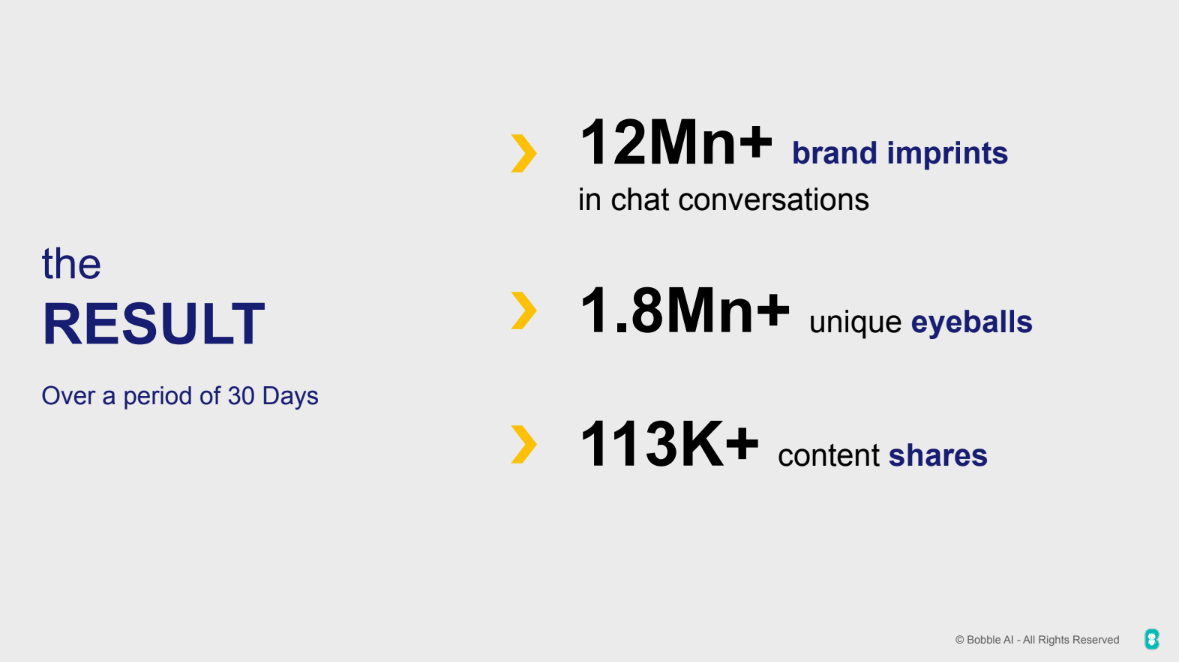 the
RESULT
Over a period of 30 Days
12Mn+ brand imprints
in chat conversations
1.8Mn+ unique eyeballs
113K+ content shares
© Bobble AI - All Rights Reserved